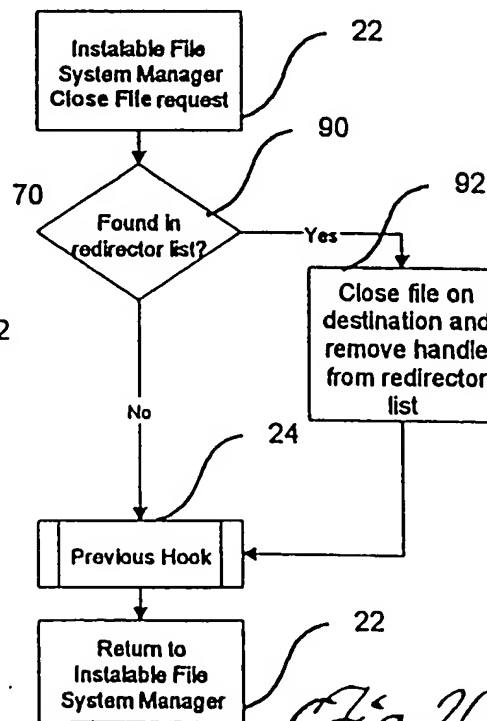 Instalable File
System Manager
Close File request
22
90
70
Found in
redirector list?
92
Yes
Close file on
destination and
remove handle
from redirector
list
2
No
24
Previous Hook
22
Return to
Instalable File
System Manager
Fig.